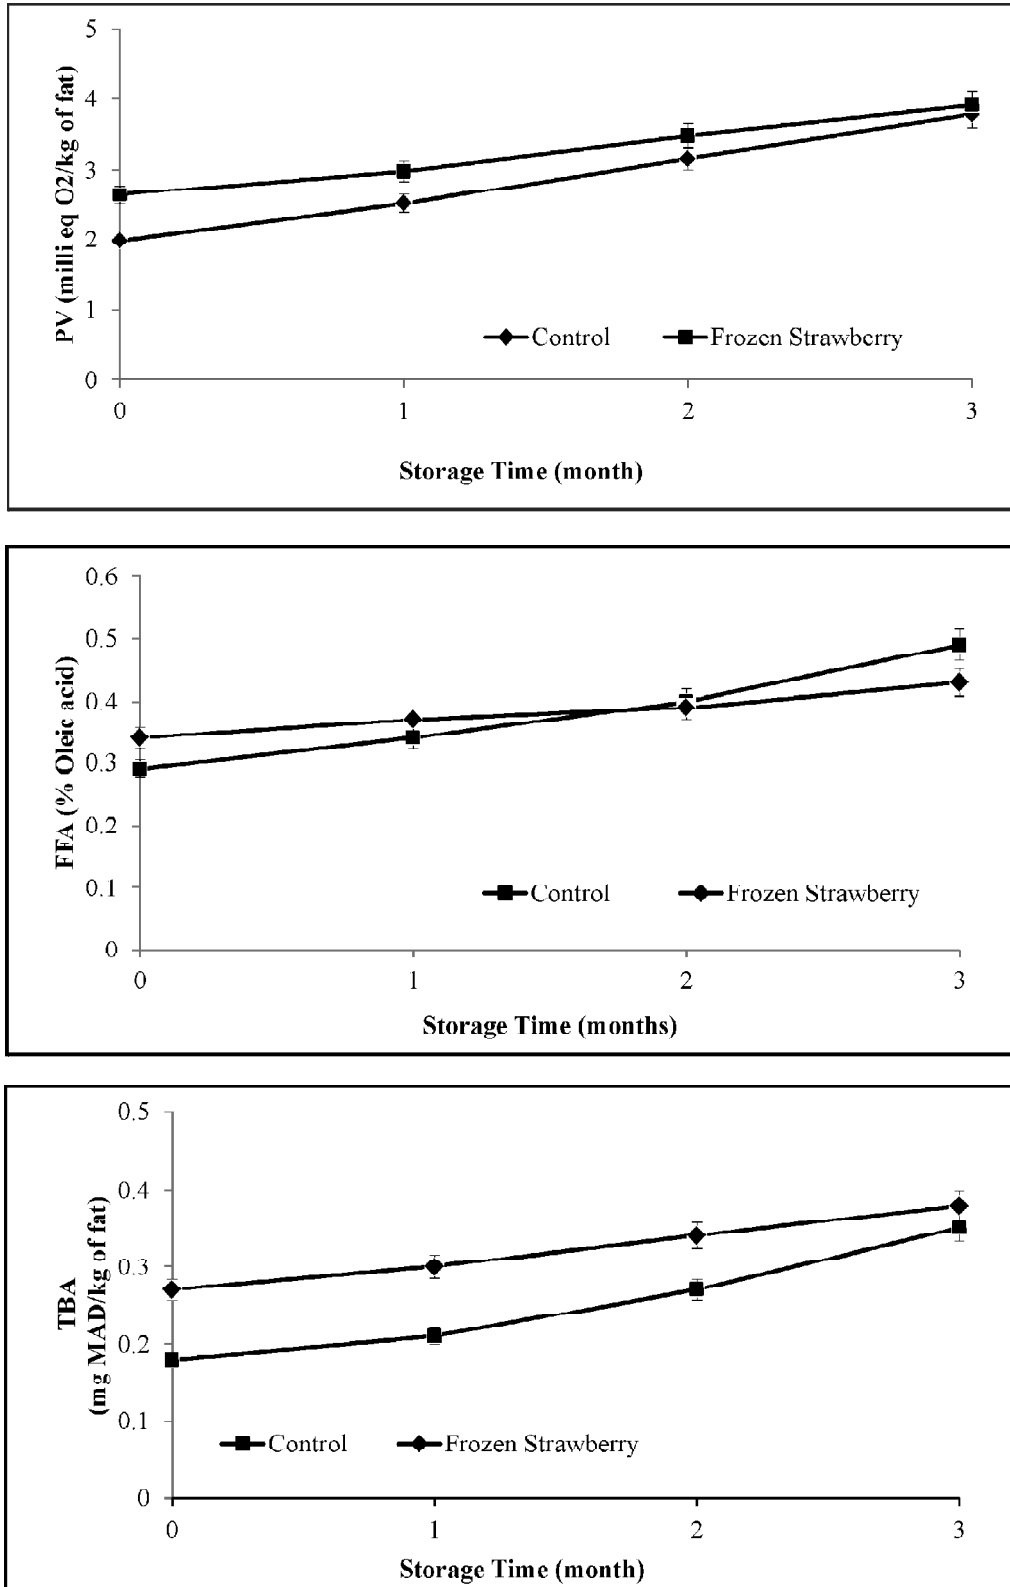 5
4
3
2
1
0
PV (milli eq O2/kg of fat)
Control
Frozen Strawberry
0 1 2 3
Storage Time (month)
0.6
0.5
0.4
0.3
0.2
0.1
0
FFA (% Oleic acid)
Control
Frozen Strawberry
0 1 2 3
Storage Time (months)
0.5
0.4
0.3
0.2
0.1
0
TBA
(mg MAD/kg of fat)
Control
Frozen Strawberry
0 1 2 3
Storage Time (month)